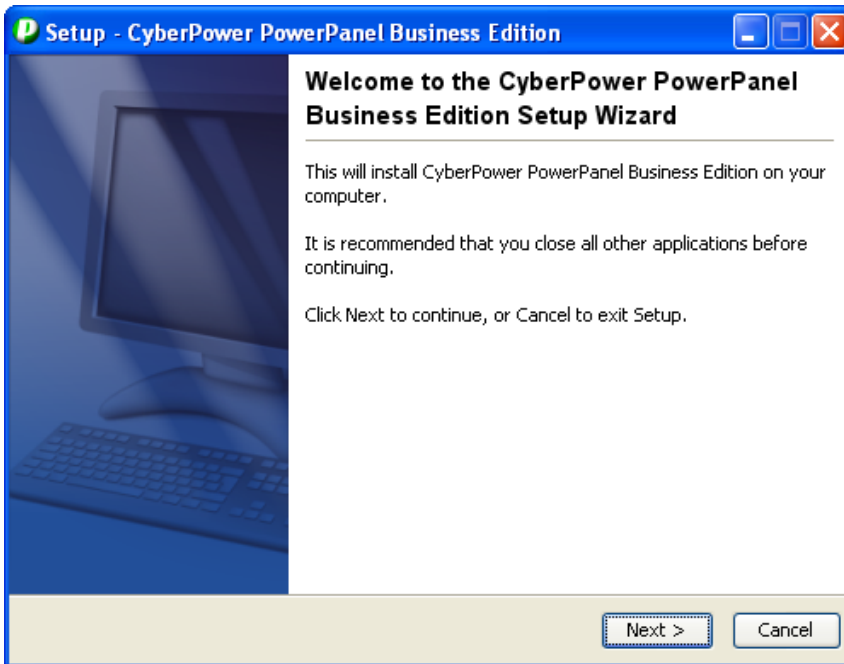 Setup - CyberPower PowerPanel Business Edition
Welcome to the CyberPower PowerPanel
Business Edition Setup Wizard
This will install CyberPower PowerPanel Business Edition on your
computer.
It is recommended that you close all other applications before
continuing.
Click Next to continue, or Cancel to exit Setup.
Next >
Cancel